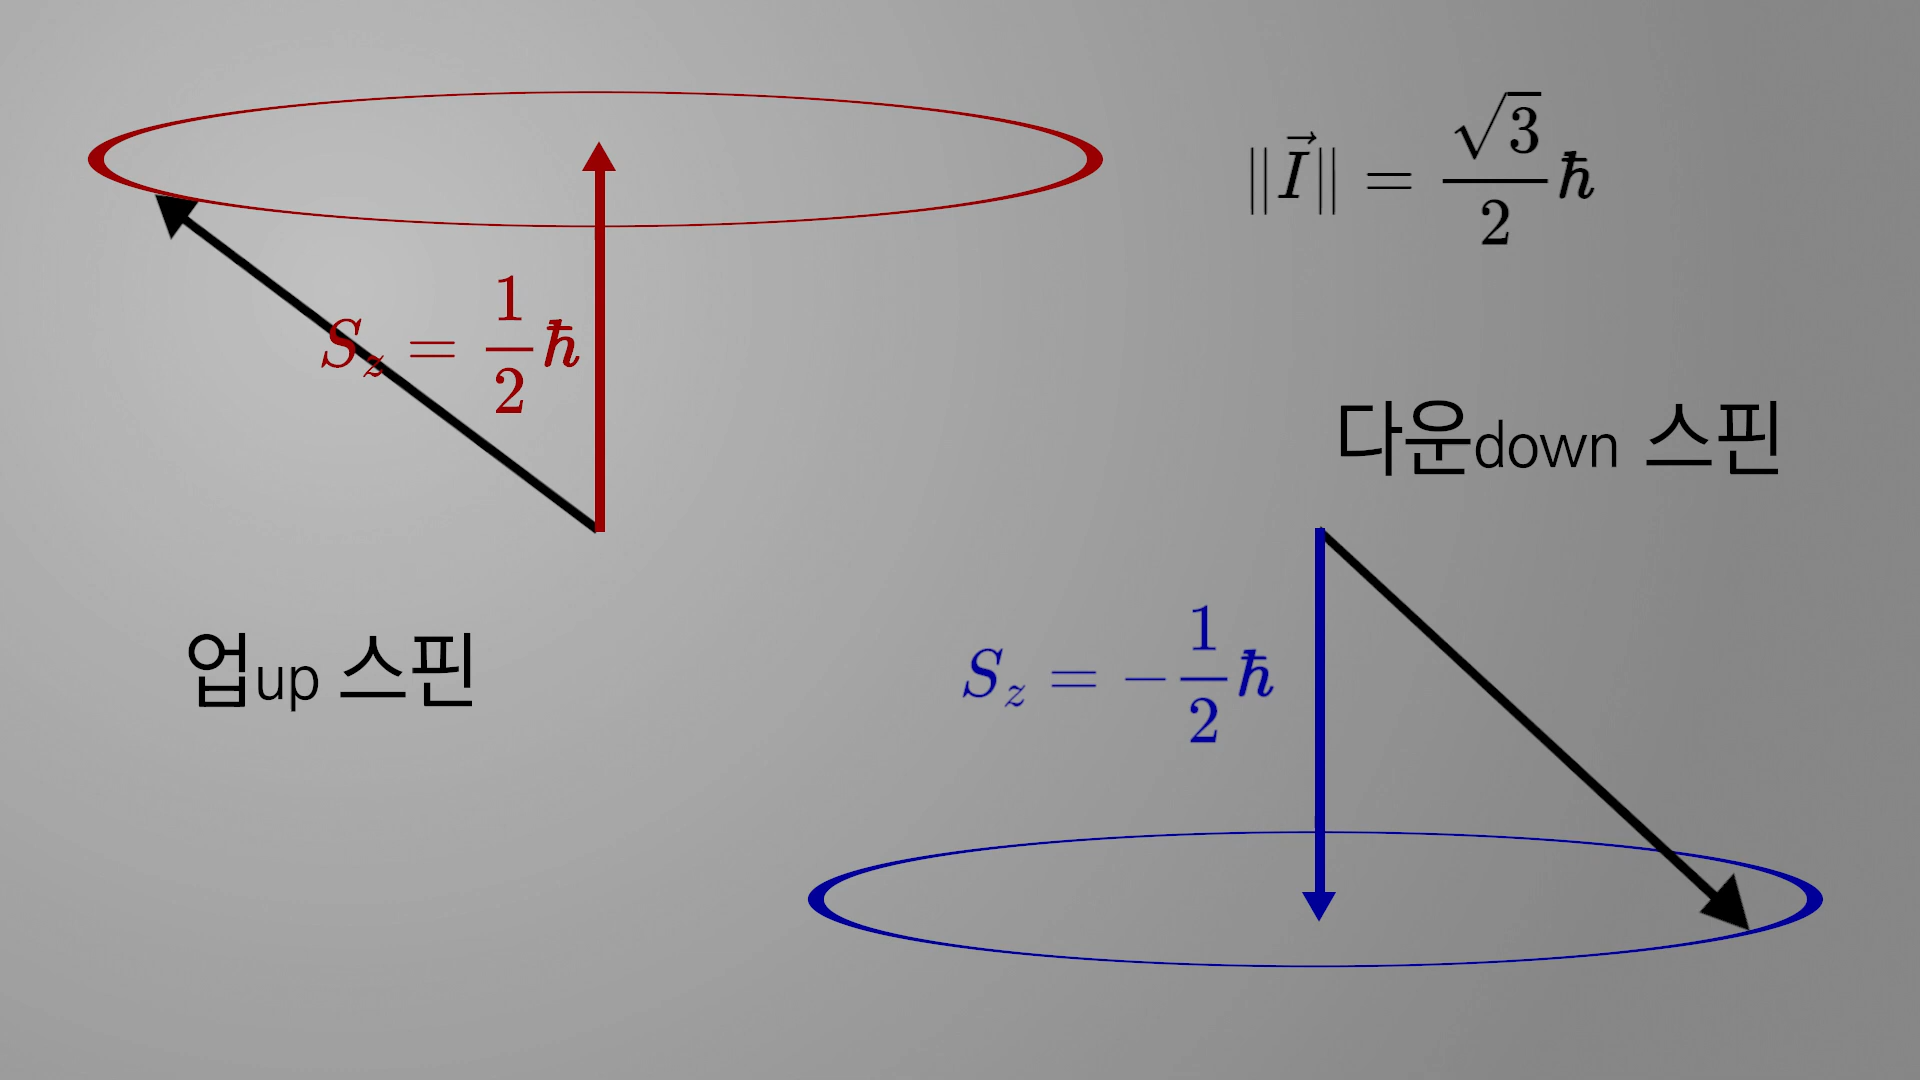 ‖I⃗‖ = √3/2 ħ
S_z = 1/2 ħ
다운down 스핀
업up 스핀
S_z = −1/2 ħ